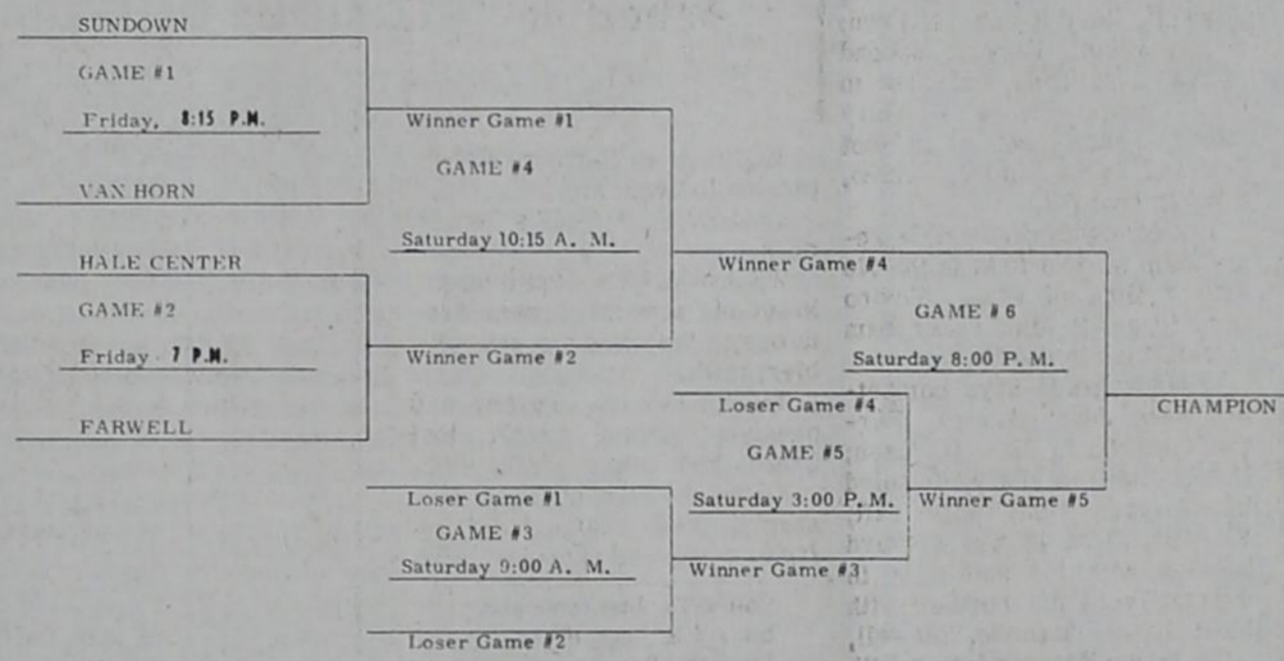 SUNDOWN
GAME #1
Friday, 8:15 P.M.
VAN HORN
HALE CENTER
GAME #2
Friday 7 P.M.
FARWELL
Winner Game #1
GAME #4
Saturday 10:15 A. M.
Winner Game #2
Loser Game #1
GAME #3
Saturday 9:00 A. M.
Loser Game #2
Winner Game #4
GAME #6
Saturday 8:00 P. M.
Loser Game #4
GAME #5
Saturday 3:00 P. M.
Winner Game #3
Winner Game #5
CHAMPION